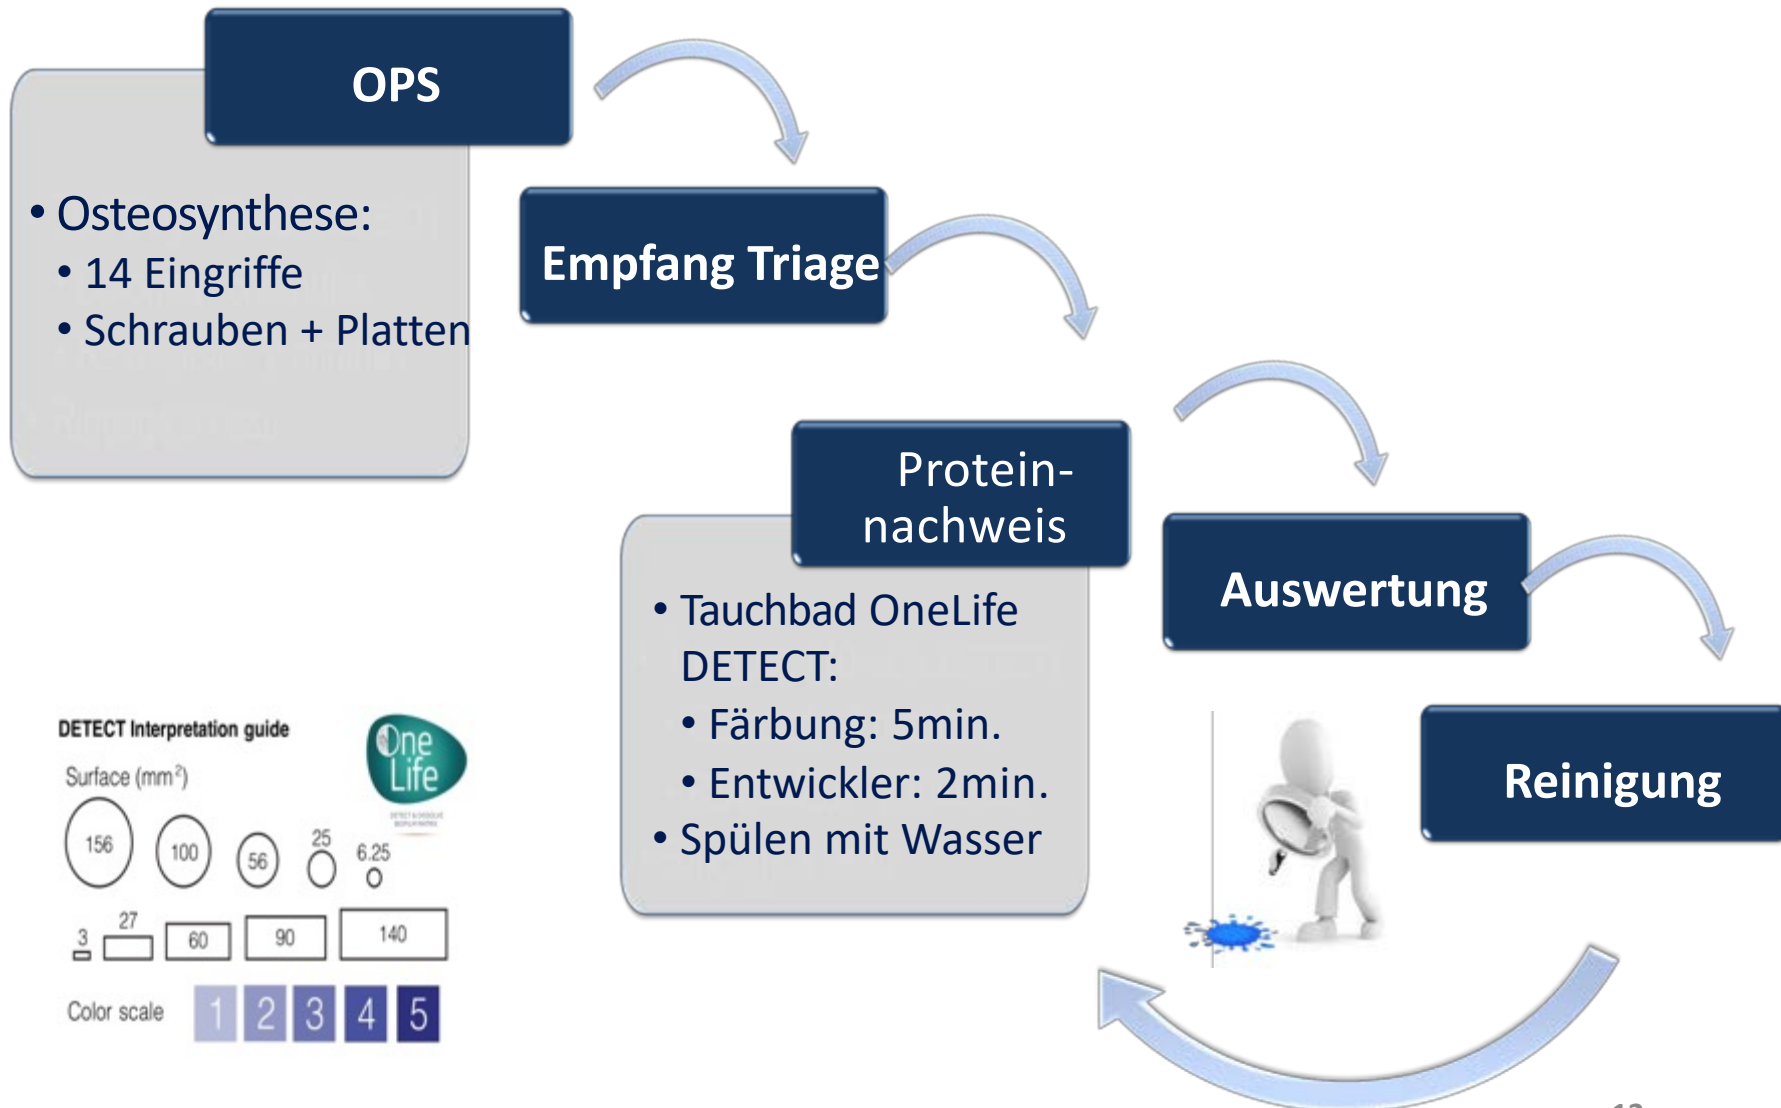 OPS
• Osteosynthese:
• 14 Eingriffe
• Schrauben + Platten
Empfang Triage
Protein-
nachweis
• Tauchbad OneLife
DETECT:
• Färbung: 5min.
• Entwickler: 2min.
• Spülen mit Wasser
Auswertung
Reinigung
DETECT Interpretation guide
One
Life
Surface (mm²)
156
100
56
25
6.25
3
27
60
90
140
Color scale
1 2 3 4 5